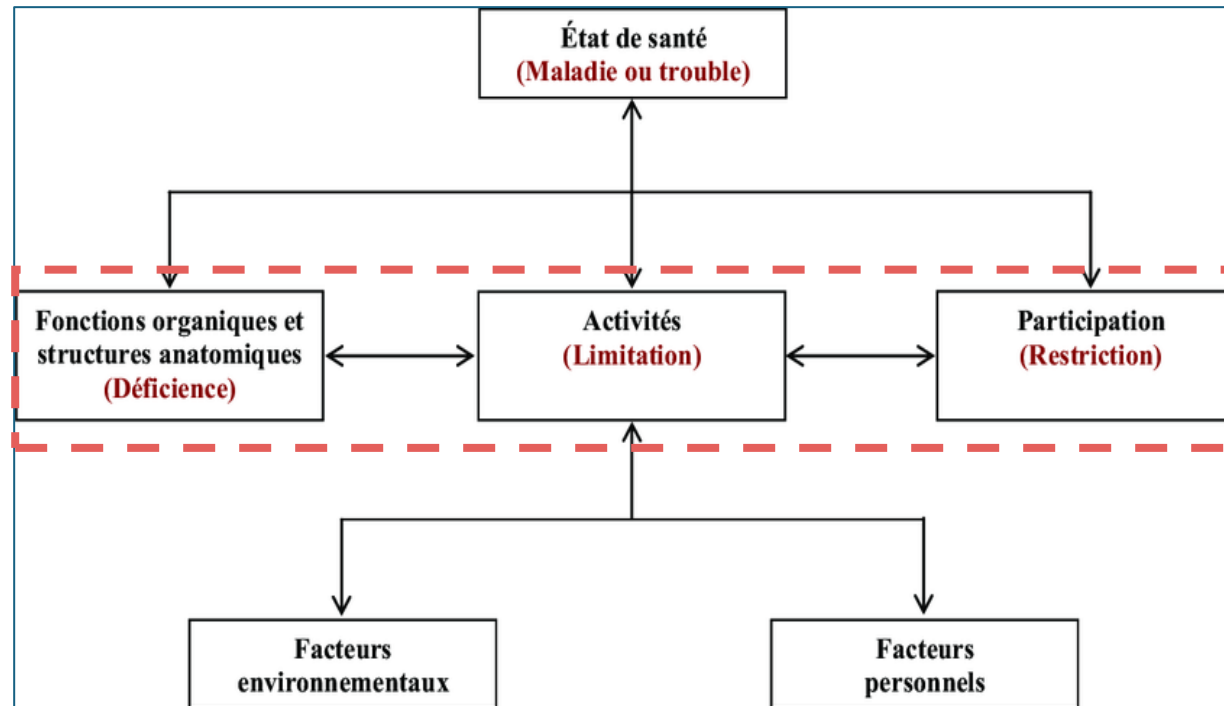 État de santé
(Maladie ou trouble)
Fonctions organiques et
structures anatomiques
(Déficience)
Activités
(Limitation)
Participation
(Restriction)
Facteurs
environnementaux
Facteurs
personnels